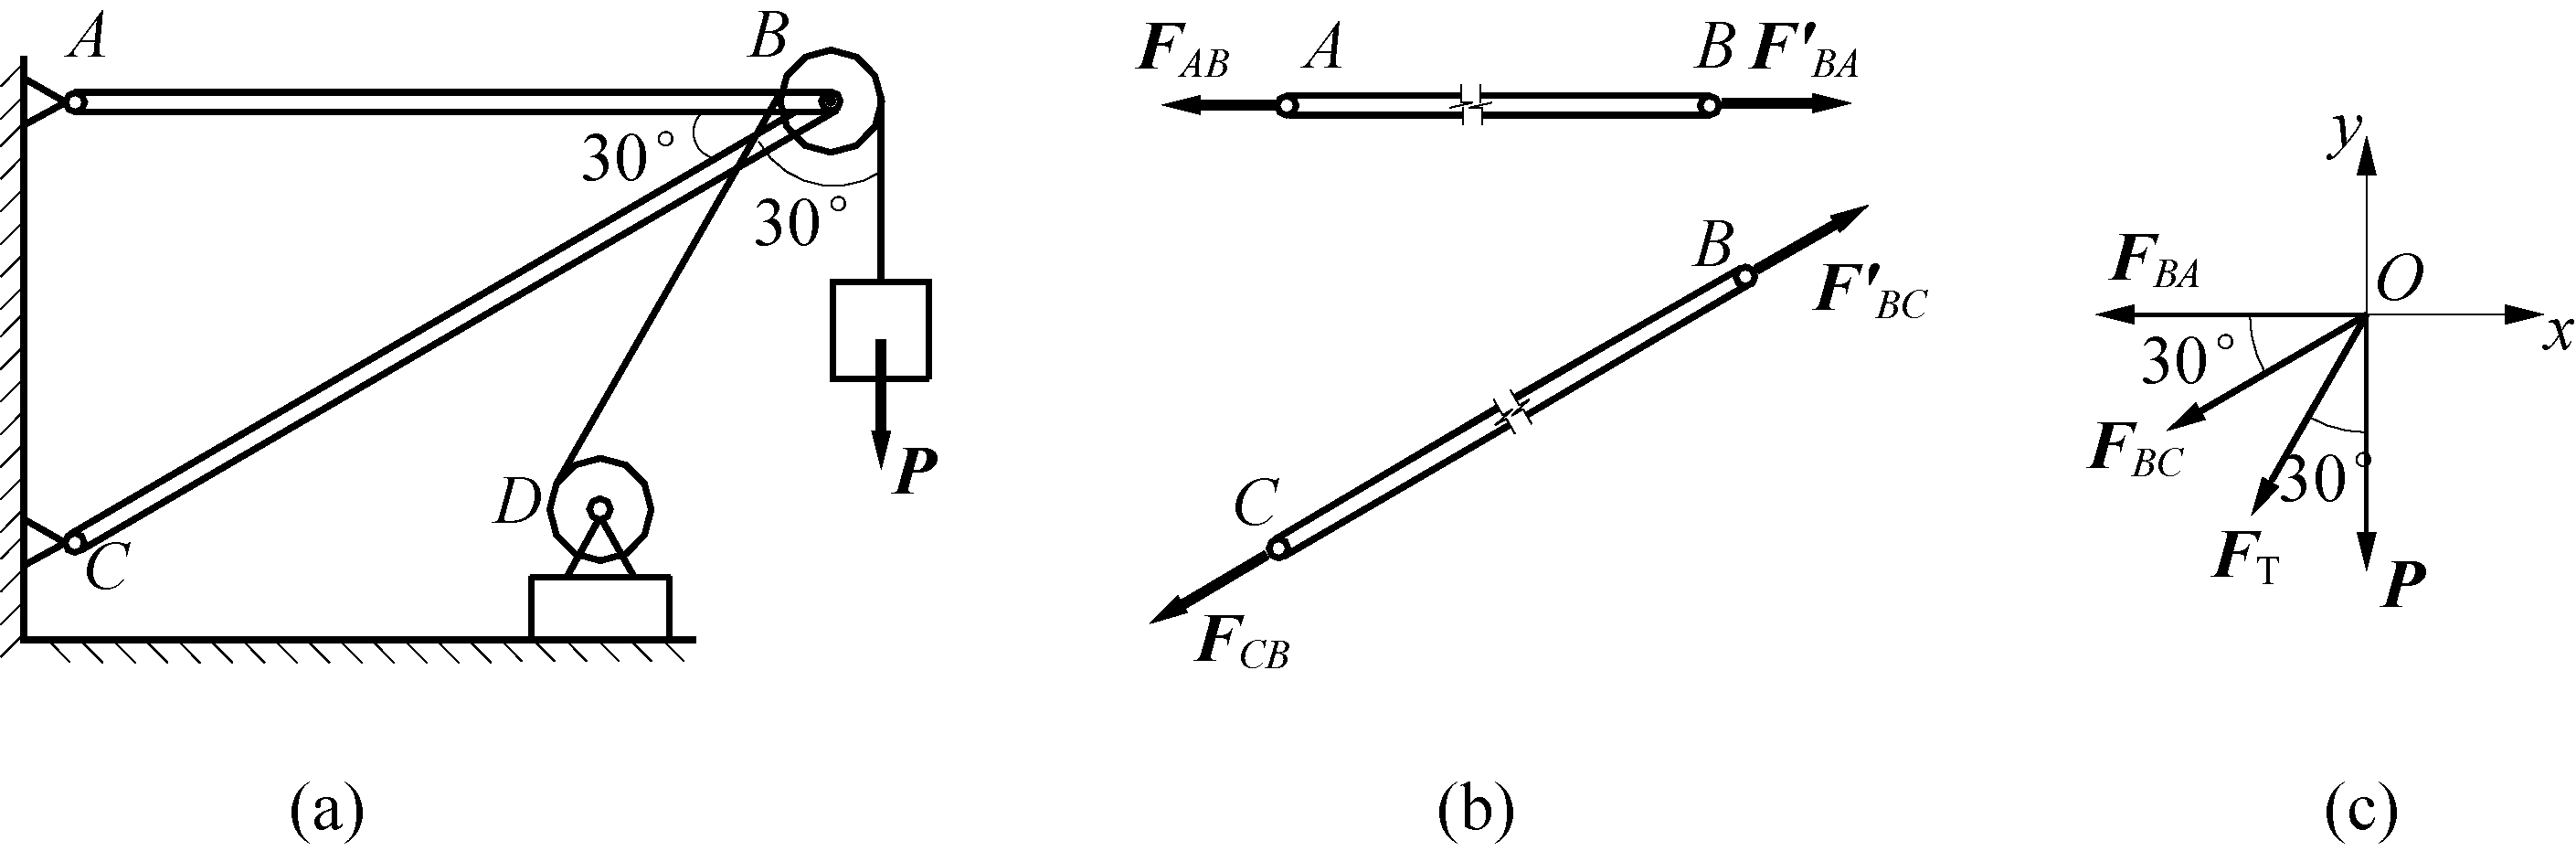 A
B
30°
30°
P
D
C
(a)
F_AB
A
B
F'_BA
B
F'_BC
C
F_CB
(b)
y
F_BA
O
x
30°
F_BC
30°
F_T
P
(c)